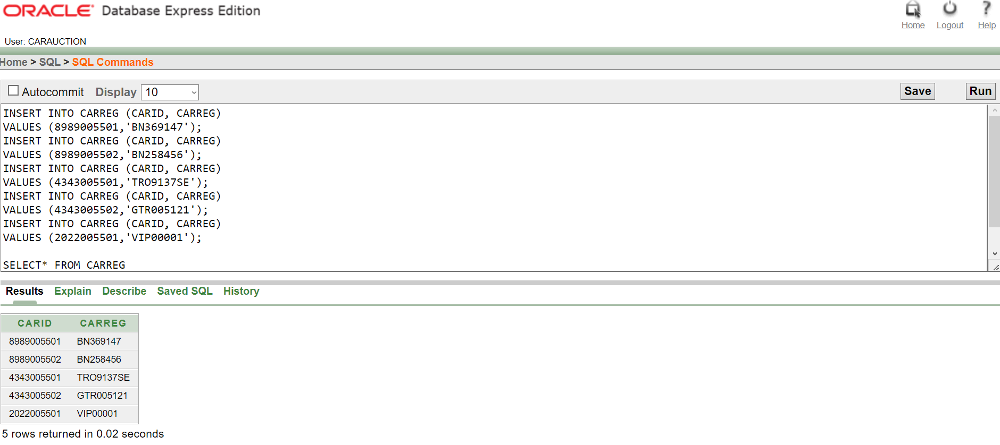 ORACLE Database Express Edition
Home Logout Help
User: CARAUCTION
Home > SQL > SQL Commands
Autocommit Display 10 Save Run
INSERT INTO CARREG (CARID, CARREG)
VALUES (8989005501,'BN369147');
INSERT INTO CARREG (CARID, CARREG)
VALUES (8989005502,'BN258456');
INSERT INTO CARREG (CARID, CARREG)
VALUES (4343005501,'TRO9137SE');
INSERT INTO CARREG (CARID, CARREG)
VALUES (4343005502,'GTR005121');
INSERT INTO CARREG (CARID, CARREG)
VALUES (2022005501,'VIP00001');
SELECT* FROM CARREG
Results Explain Describe Saved SQL History
CARID CARREG
8989005501 BN369147
8989005502 BN258456
4343005501 TRO9137SE
4343005502 GTR005121
2022005501 VIP00001
5 rows returned in 0.02 seconds